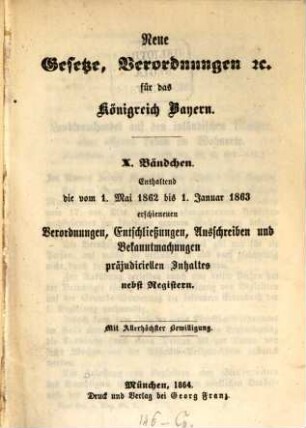 Neue
Gesetze, Verordnungen ꝛc.
für das
Königreich Bayern.
X. Bändchen.
Enthaltend
die vom 1. Mai 1862 bis 1. Januar 1863
erschienenen
Verordnungen, Entschließungen, Ausschreiben und
Bekanntmachungen
präjudiciellen Inhaltes
nebst Registern.
Mit Allerhöchster Bewilligung.
München, 1864.
Druck und Verlag bei Georg Franz.